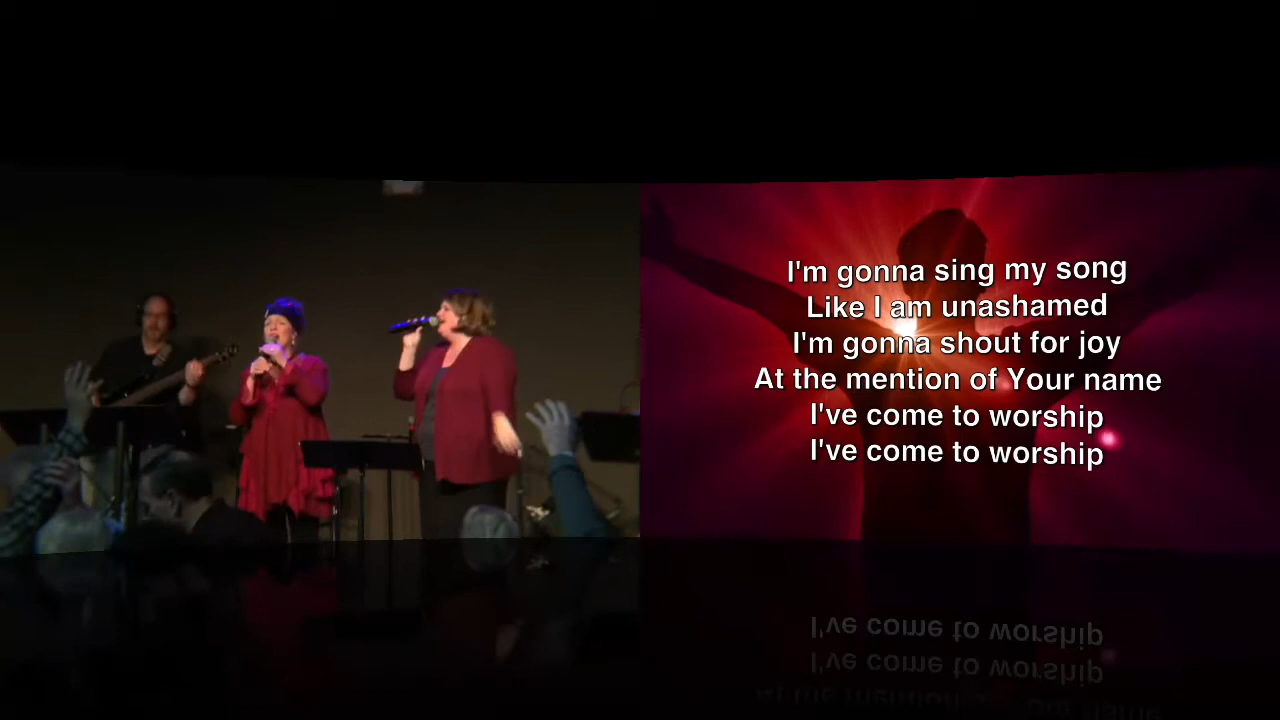 I'm gonna sing my song
Like I am unashamed
I'm gonna shout for joy
At the mention of Your name
I've come to worship
I've come to worship